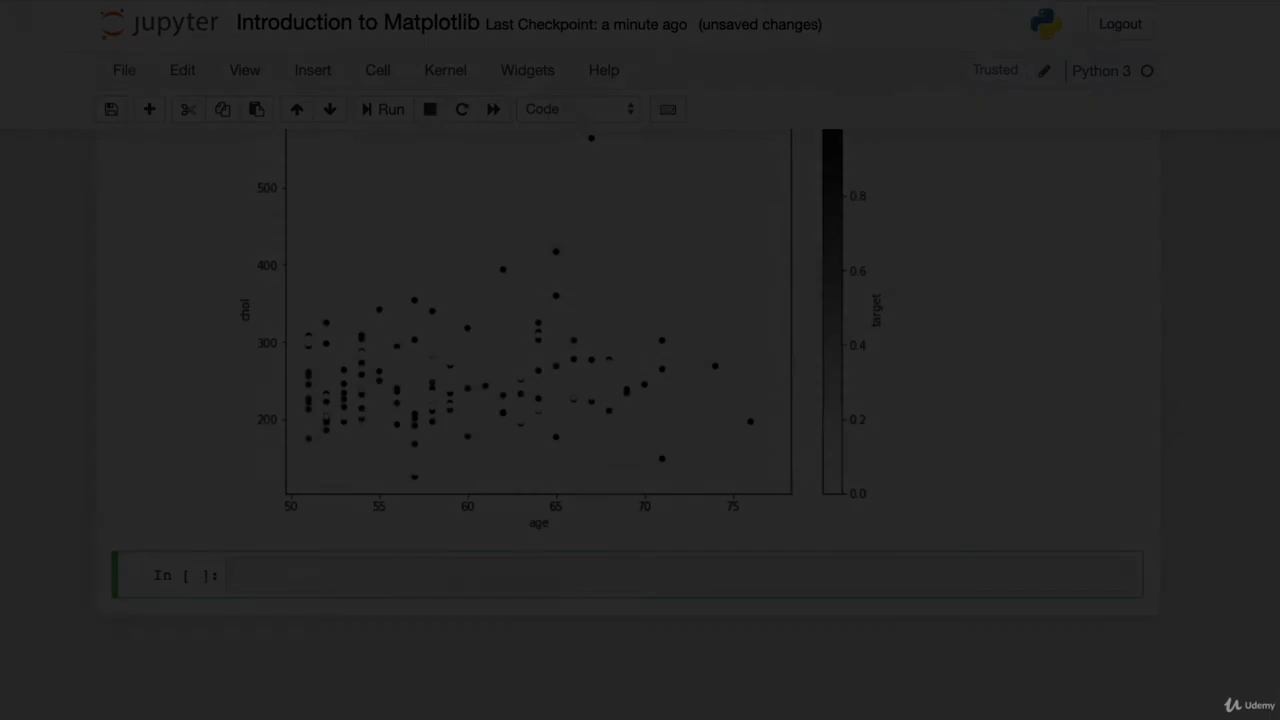 jupyter Introduction to Matplotlib Last Checkpoint: a minute ago (unsaved changes) Logout
File Edit View Insert Cell Kernel Widgets Help Trusted Python 3
Run Code
500
400
300
200
chol
50 55 60 65 70 75
age
0.8
0.6
0.4
0.2
0.0
target
In [ ]:
Udemy